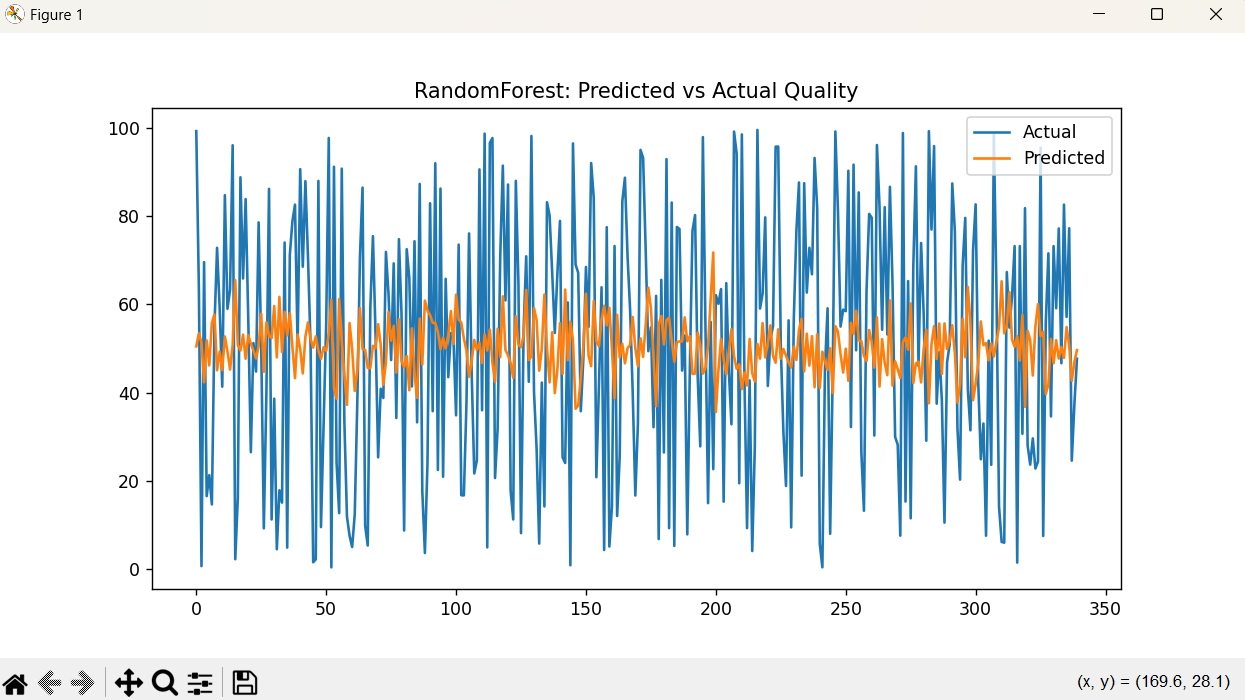 Figure 1
RandomForest: Predicted vs Actual Quality
100
80
60
40
20
0
Actual
Predicted
0 50 100 150 200 250 300 350
(x, y) = (169.6, 28.1)